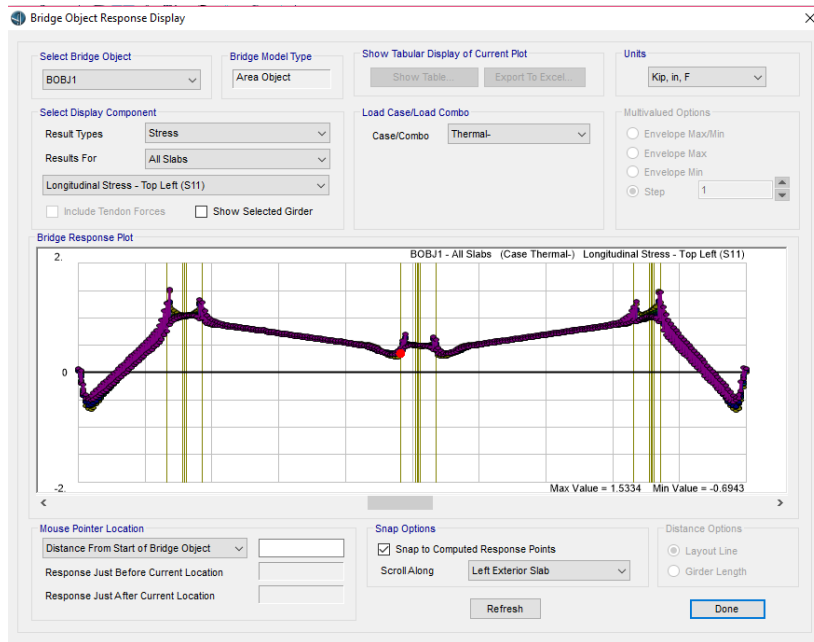 Bridge Object Response Display
Select Bridge Object
BOBJ1
Bridge Model Type
Area Object
Show Tabular Display of Current Plot
Show Table...
Export To Excel...
Units
Kip, in, F
Select Display Component
Result Types
Stress
Results For
All Slabs
Longitudinal Stress - Top Left (S11)
Include Tendon Forces
Show Selected Girder
Load Case/Load Combo
Case/Combo
Thermal-
Multivalued Options
Envelope Max/Min
Envelope Max
Envelope Min
Step
1
Bridge Response Plot
2.
BOBJ1 - All Slabs (Case Thermal-) Longitudinal Stress - Top Left (S11)
0
-2.
Max Value = 1.5334 Min Value = -0.6943
Mouse Pointer Location
Distance From Start of Bridge Object
Response Just Before Current Location
Response Just After Current Location
Snap Options
Snap to Computed Response Points
Scroll Along
Left Exterior Slab
Distance Options
Layout Line
Girder Length
Refresh
Done